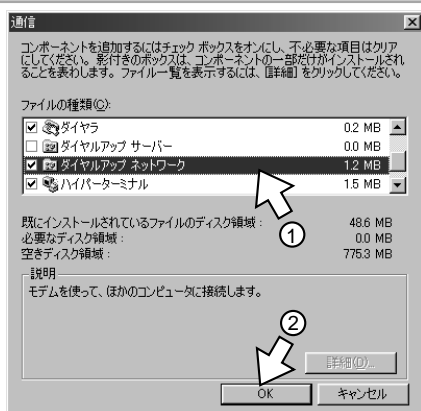 通信
コンポーネントを追加するにはチェック ボックスをオンにし、不必要な項目はクリア
にしてください。影付きのボックスは、コンポーネントの一部だけがインストールされ
ることを表わします。ファイル一覧を表示するには、[詳細] をクリックしてください。
ファイルの種類(C):
ダイヤラ 0.2 MB
ダイヤルアップ サーバー 0.0 MB
ダイヤルアップ ネットワーク 1.2 MB
ハイパーターミナル 1.5 MB
①
既にインストールされているファイルのディスク領域 : 48.6 MB
必要なディスク領域 : 0.0 MB
空きディスク領域 : 775.3 MB
説明
モデムを使って、ほかのコンピュータに接続します。
②
詳細(D)...
OK キャンセル